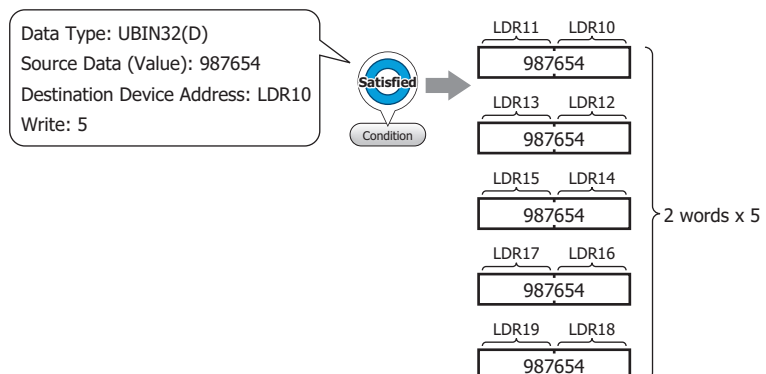 Data Type: UBIN32(D)
Source Data (Value): 987654
Destination Device Address: LDR10
Write: 5
Satisfied
Condition
LDR11 LDR10
987654
LDR13 LDR12
987654
LDR15 LDR14
987654
2 words x 5
LDR17 LDR16
987654
LDR19 LDR18
987654